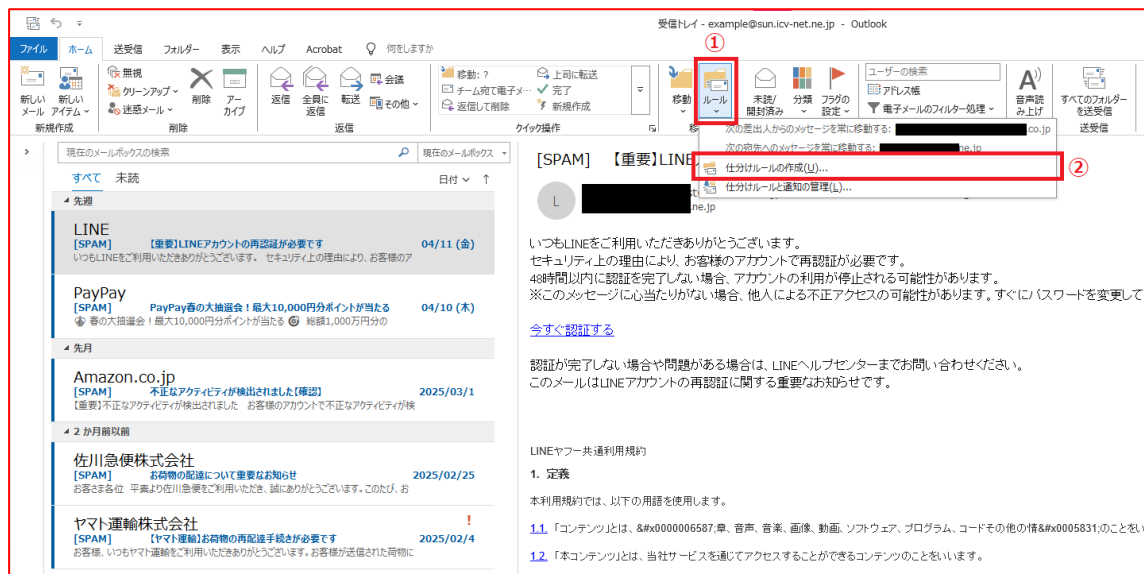 受信トレイ - example@sun.icv-net.ne.jp - Outlook
①
ファイル ホーム 送受信 フォルダー 表示 ヘルプ Acrobat 何をしますか
新しいメール
新しいアイテム
新規作成
無視
クリーンアップ
迷惑メール
削除
アーカイブ
削除
返信
全員に返信
転送
会議
その他
返信
移動: ?
チーム宛て電子メ…
返信して削除
上司に転送
完了
新規作成
クイック操作
移動
ルール
未読/開封済み
分類
フラグの設定
ユーザーの検索
アドレス帳
電子メールのフィルター処理
音声読み上げ
すべてのフォルダーを送受信
送受信
次の差出人からのメッセージを常に移動する: .co.jp
次の宛先へのメッセージを常に移動する: ne.jp
仕分けルールの作成(U)...
②
仕分けルールと通知の管理(L)...
現在のメールボックスの検索 現在のメールボックス
すべて 未読 日付 ↑
先週
LINE
[SPAM] 【重要】LINEアカウントの再認証が必要です 04/11 (金)
いつもLINEをご利用いただきありがとうございます。 セキュリティ上の理由により、お客様のア
PayPay
[SPAM] PayPay春の大抽選会！最大10,000円分ポイントが当たる 04/10 (木)
春の大抽選会！最大10,000円分ポイントが当たる 総額1,000万円分の
先月
Amazon.co.jp
[SPAM] 不正なアクティビティが検出されました【確認】 2025/03/1
【重要】不正なアクティビティが検出されました お客様のアカウントで不正なアクティビティが検
2 か月前以前
佐川急便株式会社
[SPAM] お荷物の配達について重要なお知らせ 2025/02/25
お客さま各位 平素より佐川急便をご利用いただき、誠にありがとうございます。このたび、お
ヤマト運輸株式会社 !
[SPAM] 【ヤマト運輸】お荷物の再配達手続きが必要です 2025/02/4
お客様、いつもヤマト運輸をご利用いただきありがとうございます。お客様が送信された荷物に
[SPAM] 【重要】LINE
L
ne.jp
いつもLINEをご利用いただきありがとうございます。
セキュリティ上の理由により、お客様のアカウントで再認証が必要です。
48時間以内に認証を完了しない場合、アカウントの利用が停止される可能性があります。
※このメッセージに心当たりがない場合、他人による不正アクセスの可能性があります。すぐにパスワードを変更して
今すぐ認証する
認証が完了しない場合や問題がある場合は、LINEヘルプセンターまでお問い合わせください。
このメールはLINEアカウントの再認証に関する重要なお知らせです。
LINEヤフー共通利用規約
1. 定義
本利用規約では、以下の用語を使用します。
1.1. 「コンテンツ」とは、&#x0000006587;章、音声、音楽、画像、動画、ソフトウェア、プログラム、コードその他の情&#x0005831;のことをい
1.2. 「本コンテンツ」とは、当社サービスを通じてアクセスすることができるコンテンツのことをいいます。